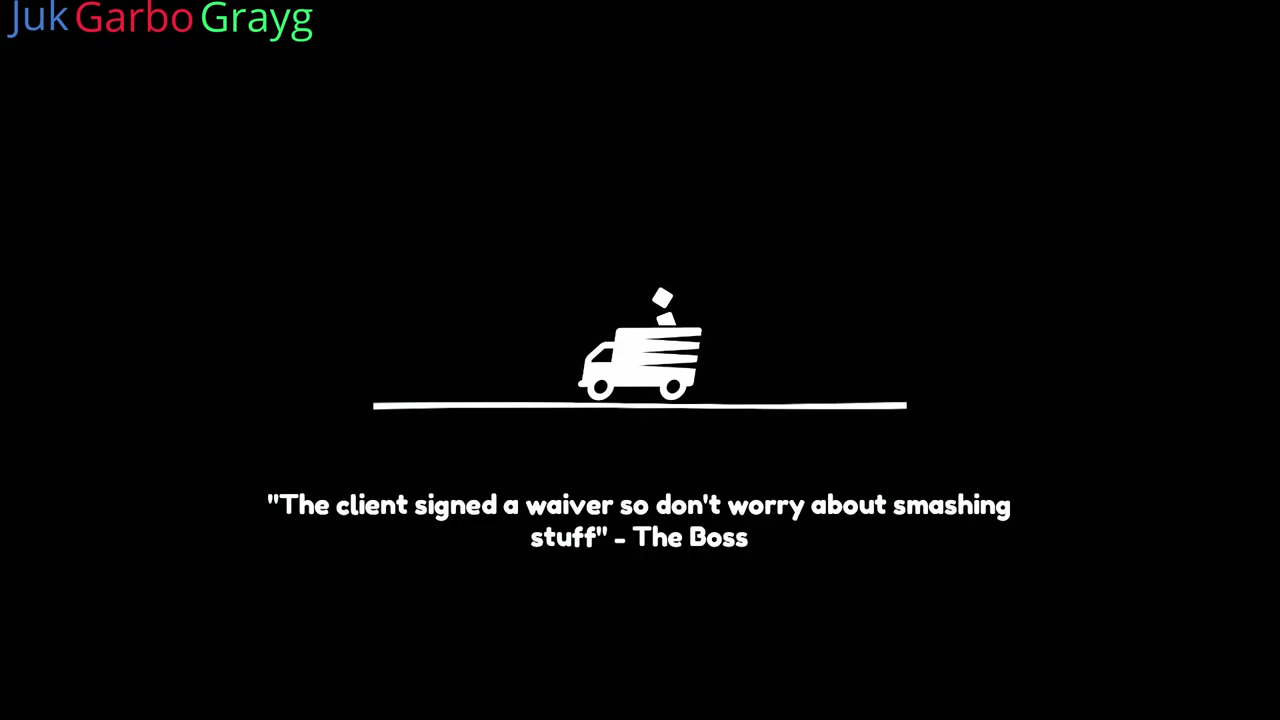 Juk Garbo Grayg
"The client signed a waiver so don't worry about smashing
stuff" - The Boss